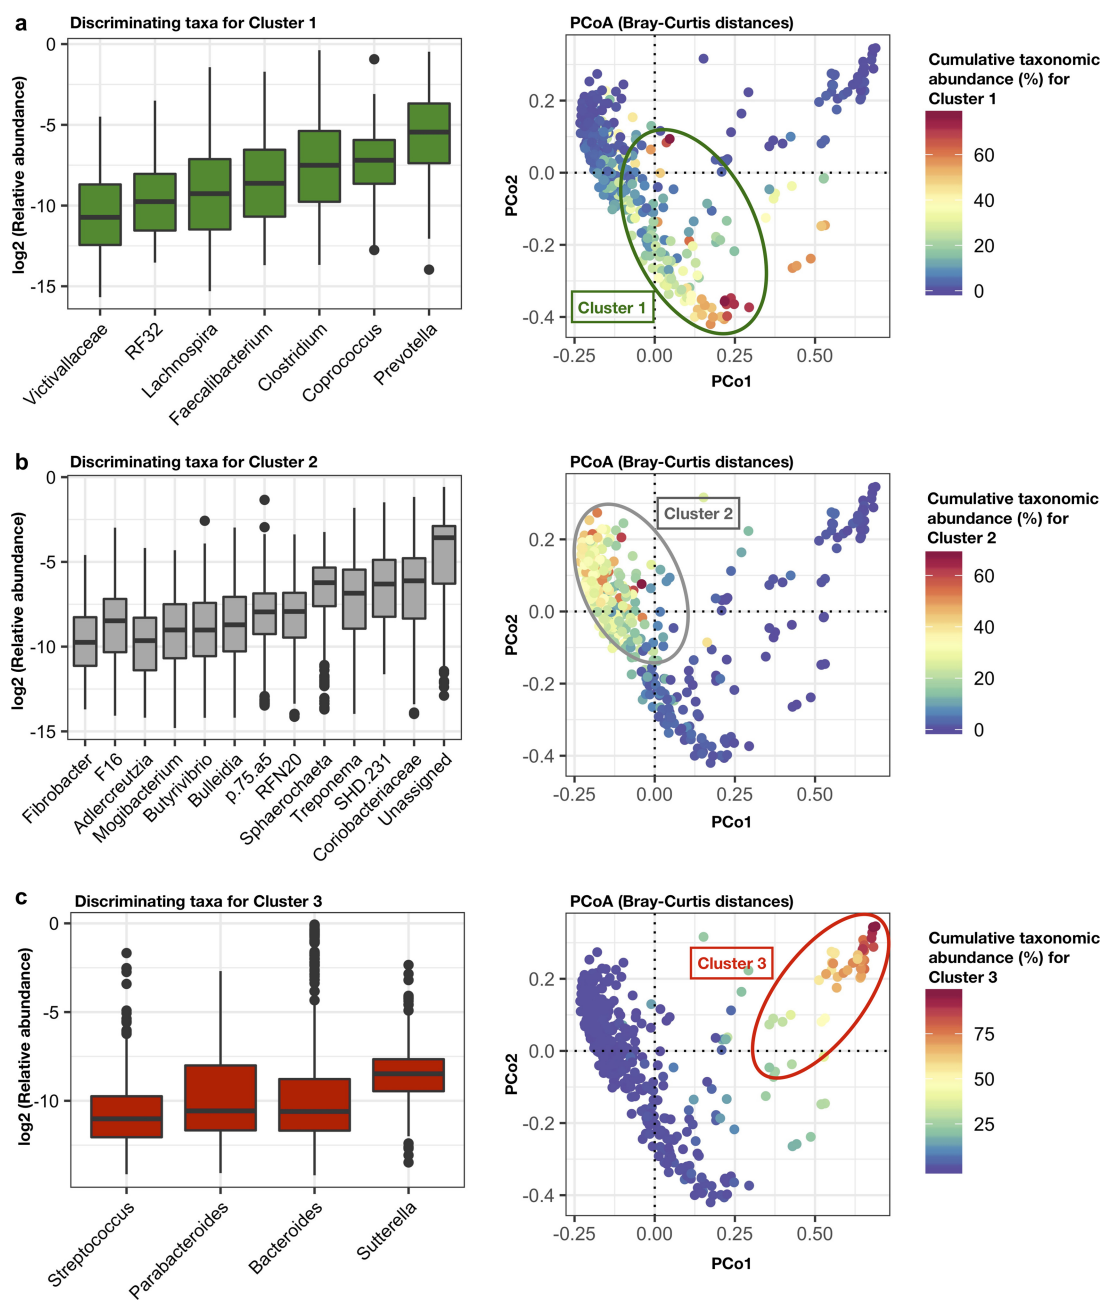 a
Discriminating taxa for Cluster 1
log2 (Relative abundance)
0
-5
-10
-15
Victivallaceae
RF32
Lachnospira
Faecalibacterium
Clostridium
Coprococcus
Prevotella
PCoA (Bray-Curtis distances)
PCo2
0.2
0.0
-0.2
-0.4
Cluster 1
-0.25
0.00
0.25
0.50
PCo1
Cumulative taxonomic
abundance (%) for
Cluster 1
60
40
20
0
b
Discriminating taxa for Cluster 2
log2 (Relative abundance)
0
-5
-10
-15
Fibrobacter
F16
Adlercreutzia
Mogibacterium
Butyrivibrio
Bulleidia
p.75.a5
RFN20
Sphaerochaeta
Treponema
SHD.231
Coriobacteriaceae
Unassigned
PCoA (Bray-Curtis distances)
PCo2
0.2
0.0
-0.2
-0.4
Cluster 2
-0.25
0.00
0.25
0.50
PCo1
Cumulative taxonomic
abundance (%) for
Cluster 2
60
40
20
0
c
Discriminating taxa for Cluster 3
log2 (Relative abundance)
0
-5
-10
Streptococcus
Parabacteroides
Bacteroides
Sutterella
PCoA (Bray-Curtis distances)
PCo2
0.2
0.0
-0.2
-0.4
Cluster 3
-0.25
0.00
0.25
0.50
PCo1
Cumulative taxonomic
abundance (%) for
Cluster 3
75
50
25